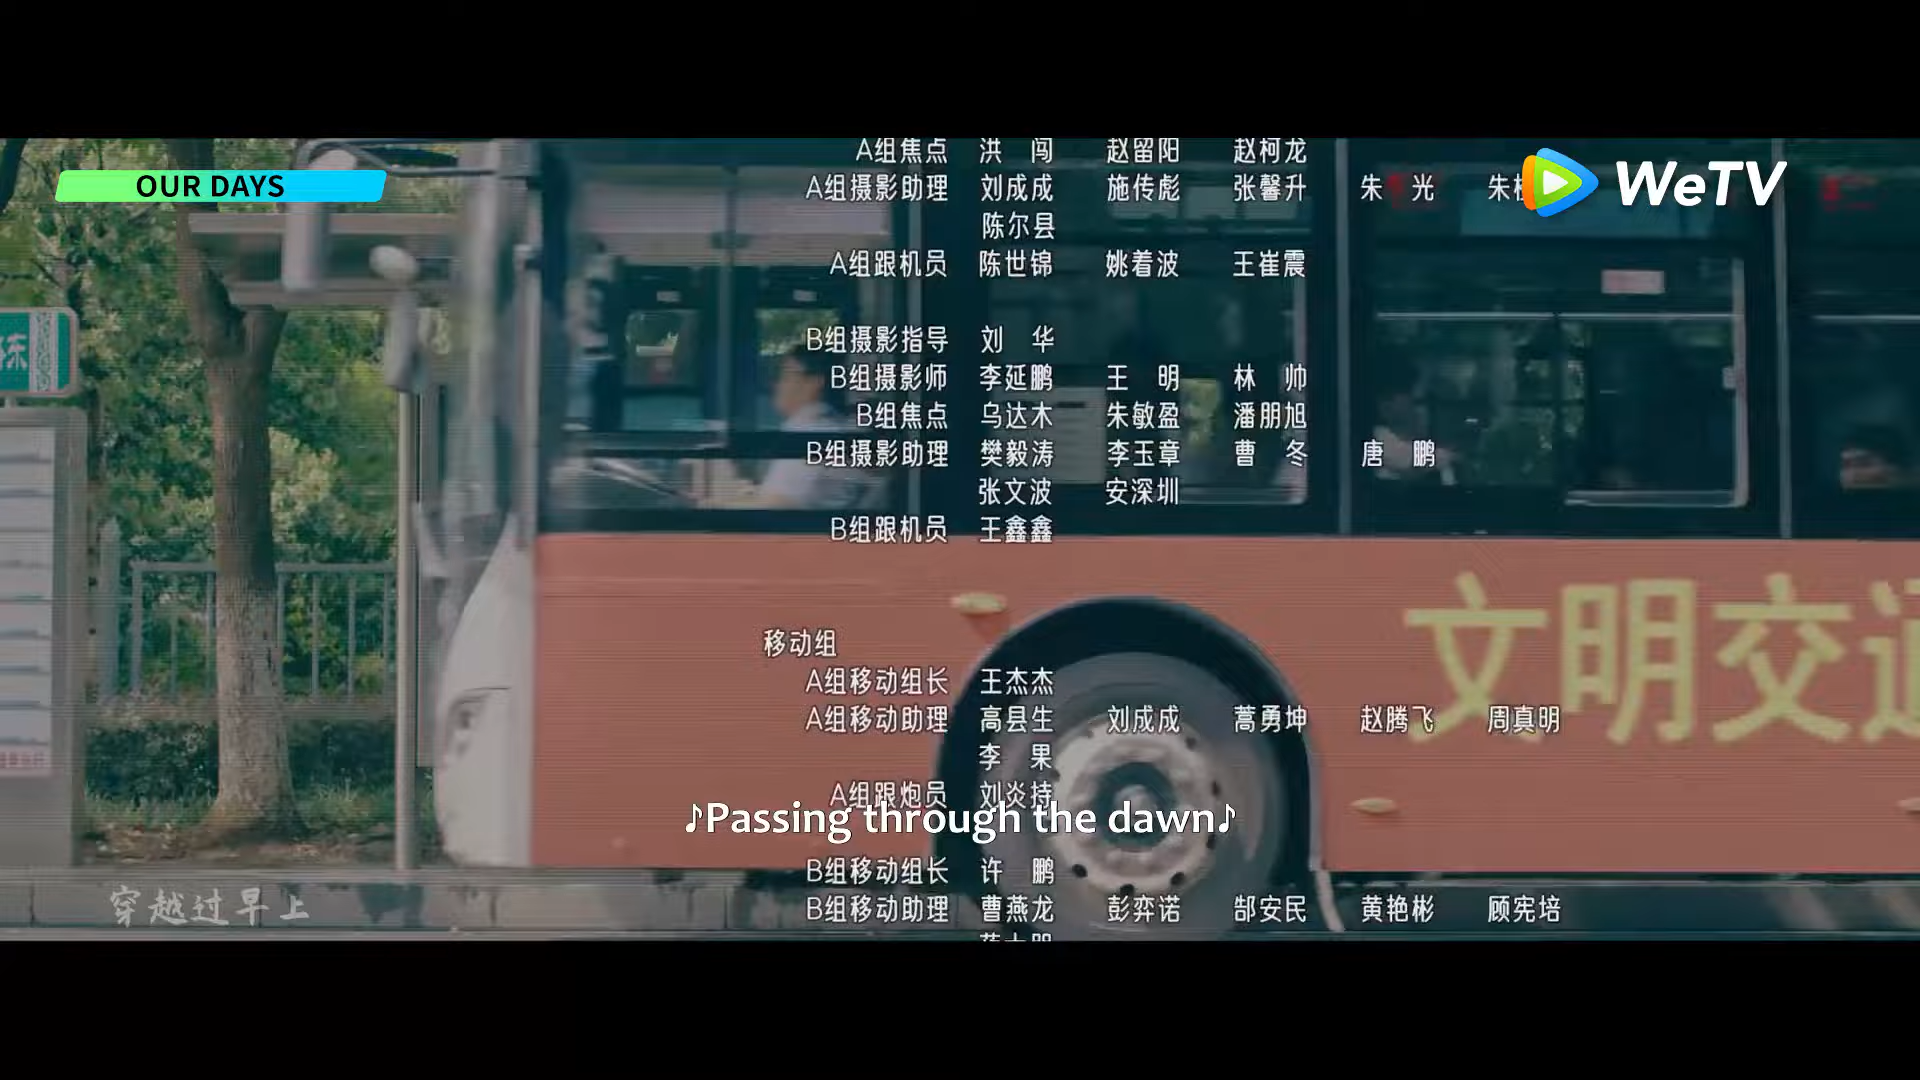 A组焦点 洪 闯 赵留阳 赵柯龙
OUR DAYS
WeTV
A组摄影助理 刘成成 施传彪 张馨升 朱 光
陈尔县
A组跟机员 陈世锦 姚着波 王崔震
B组摄影指导 刘 华
B组摄影师 李延鹏 王 明 林 帅
B组焦点 乌达木 朱敏盈 潘朋旭
B组摄影助理 樊毅涛 李玉章 曹 冬 唐 鹏
张文波 安深圳
B组跟机员 王鑫鑫
文明交通
移动组
A组移动组长 王杰杰
A组移动助理 高县生 刘成成 蒿勇坤 赵腾飞 周真明
李 果
A组跟炮员 刘炎持
♪Passing through the dawn♪
B组移动组长 许 鹏
穿越过早上
B组移动助理 曹燕龙 彭弈诺 郜安民 黄艳彬 顾宪培